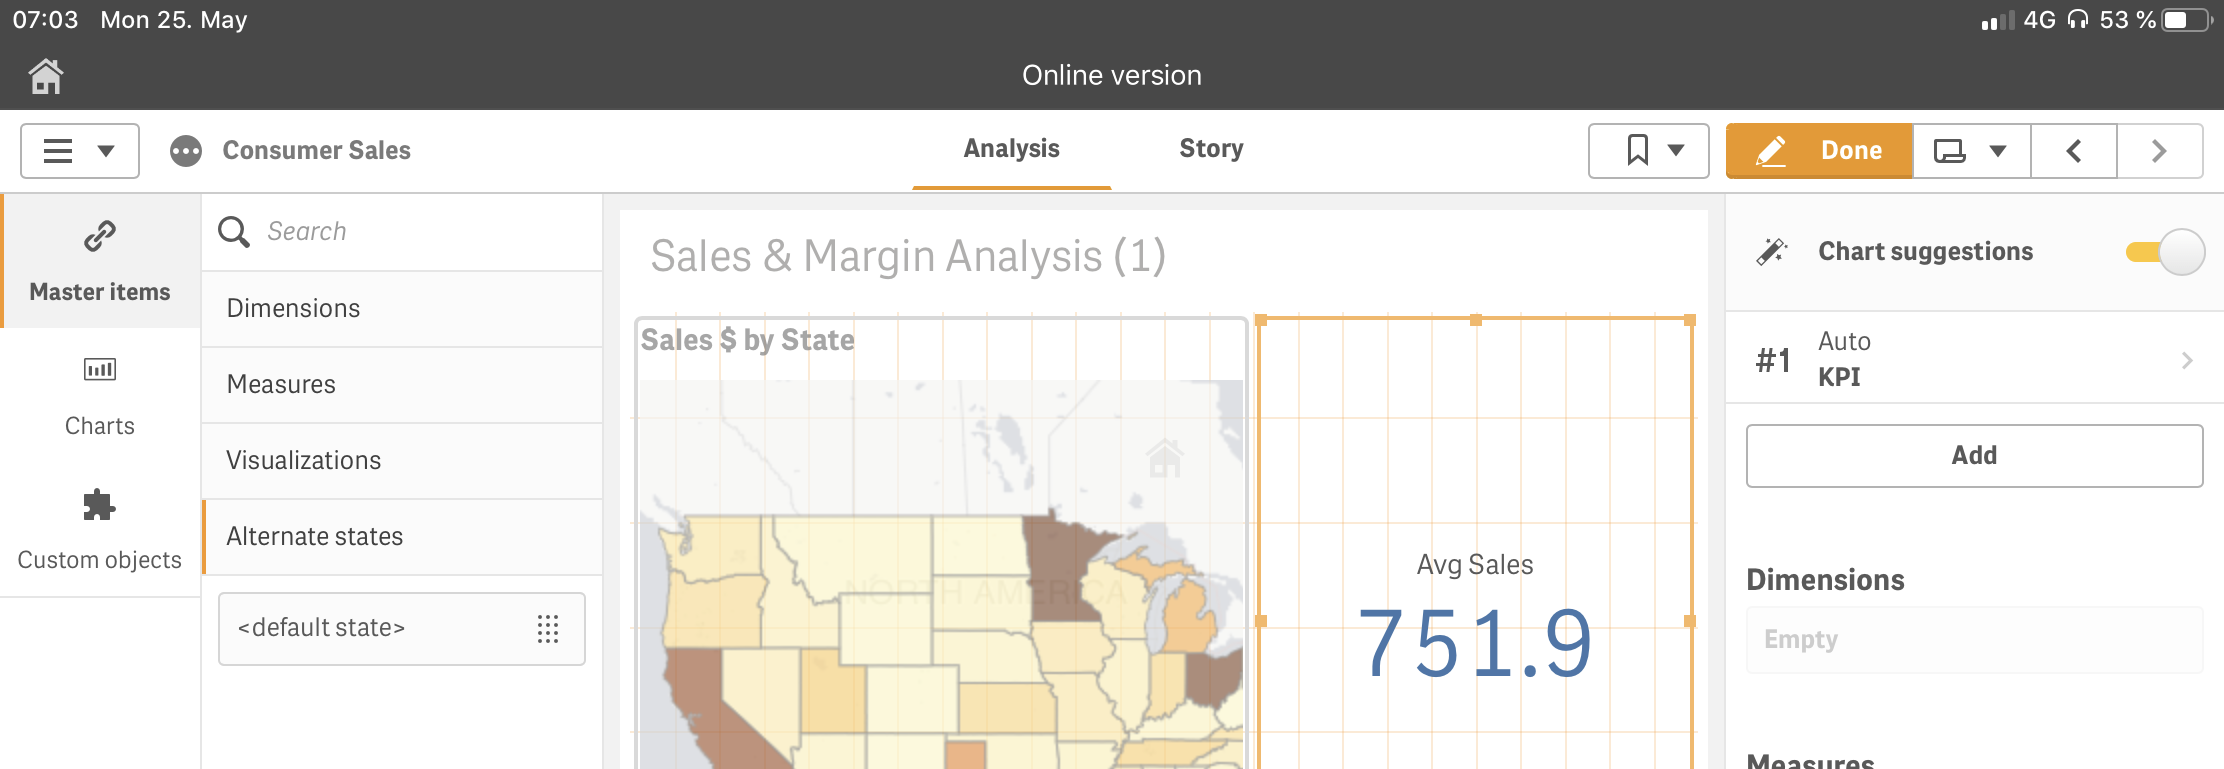 07:03 Mon 25. May
4G 53 %
Online version
Consumer Sales
Analysis
Story
Done
Master items
Charts
Custom objects
Search
Dimensions
Measures
Visualizations
Alternate states
<default state>
Sales & Margin Analysis (1)
Sales $ by State
NORTH AMERICA
Avg Sales
751.9
Chart suggestions
#1
Auto
KPI
Add
Dimensions
Empty
Measures